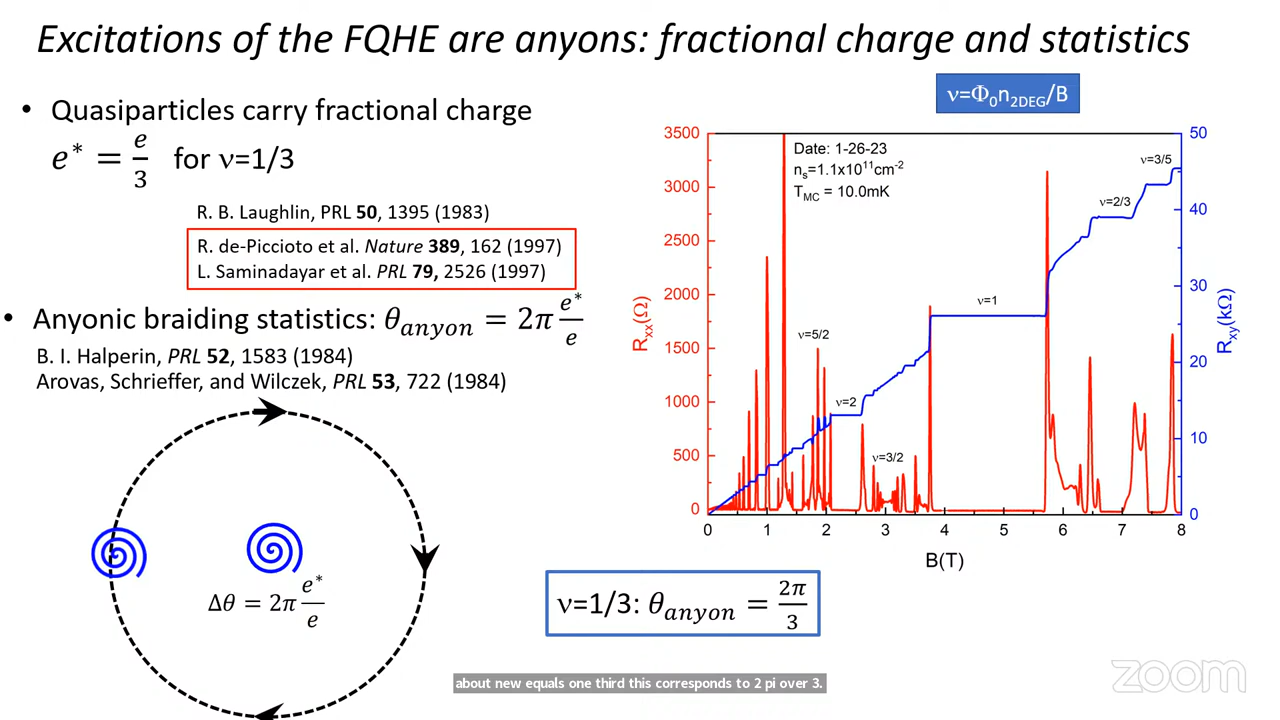 Excitations of the FQHE are anyons: fractional charge and statistics
• Quasiparticles carry fractional charge
e* = e/3 for ν=1/3
R. B. Laughlin, PRL 50, 1395 (1983)
R. de-Piccioto et al. Nature 389, 162 (1997)
L. Saminadayar et al. PRL 79, 2526 (1997)
• Anyonic braiding statistics: θanyon = 2π e*/e
B. I. Halperin, PRL 52, 1583 (1984)
Arovas, Schrieffer, and Wilczek, PRL 53, 722 (1984)
Δθ = 2π e*/e
ν=Φ0n2DEG/B
Date: 1-26-23
ns=1.1x10¹¹cm⁻²
TMC = 10.0mK
3500
3000
2500
2000
1500
1000
500
0
Rxx(Ω)
ν=5/2
ν=2
ν=3/2
ν=1
ν=2/3
ν=3/5
50
40
30
20
10
0
Rxy(kΩ)
0 1 2 3 4 5 6 7 8
B(T)
ν=1/3: θanyon = 2π/3
about new equals one third this corresponds to 2 pi over 3.
zoom